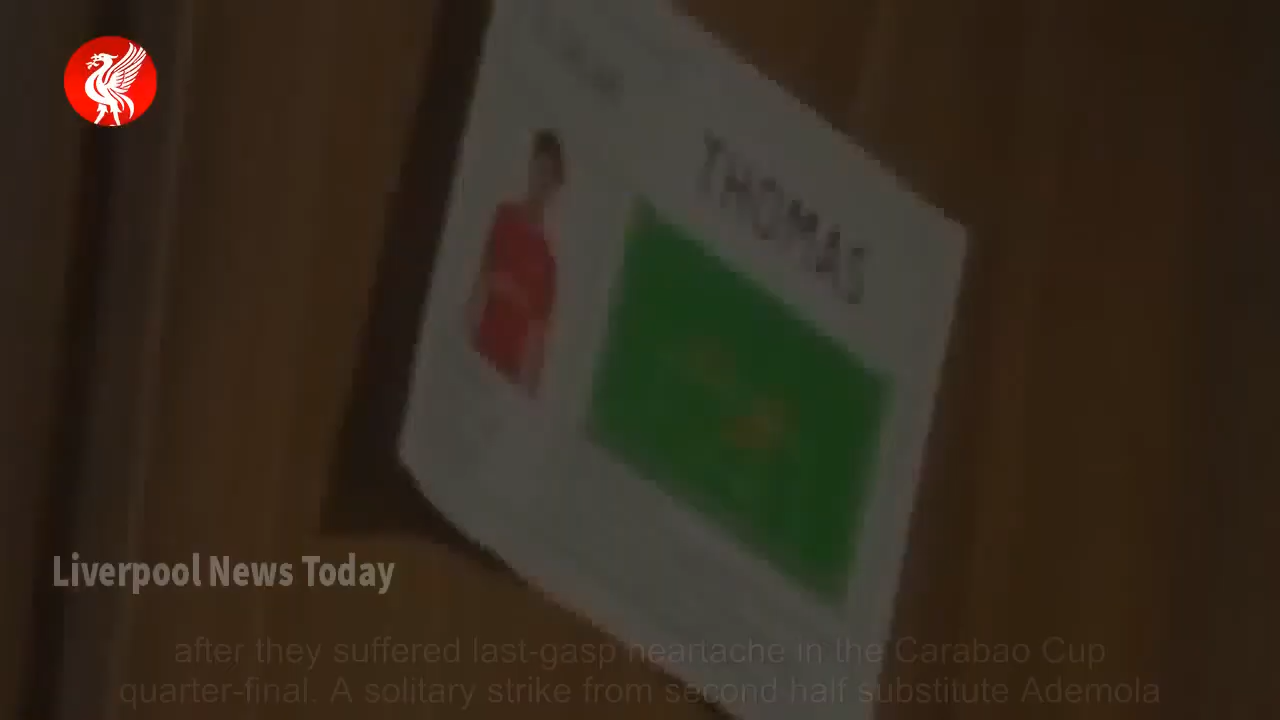 THOMAS
Liverpool News Today
after they suffered last-gasp heartache in the Carabao Cup
quarter-final. A solitary strike from second half substitute Ademola